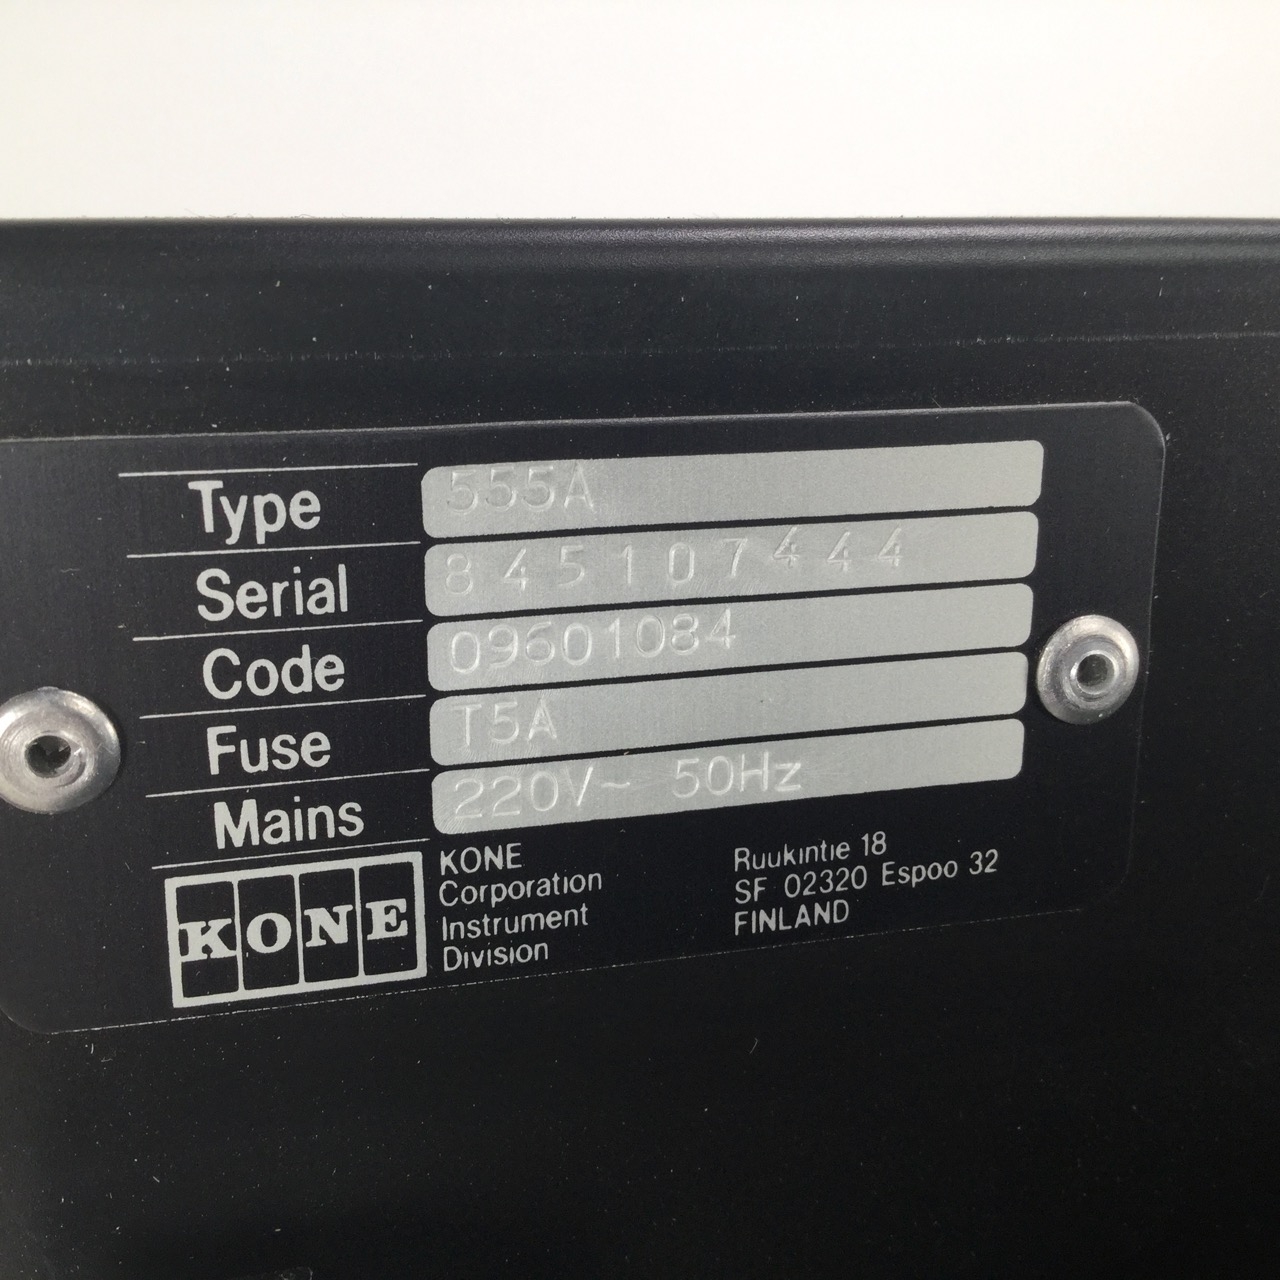 Type 555A
Serial 845107444
Code 09601084
Fuse T5A
Mains 220V~ 50Hz
KONE
KONE
Corporation
Instrument
Division
Ruukintie 18
SF 02320 Espoo 32
FINLAND